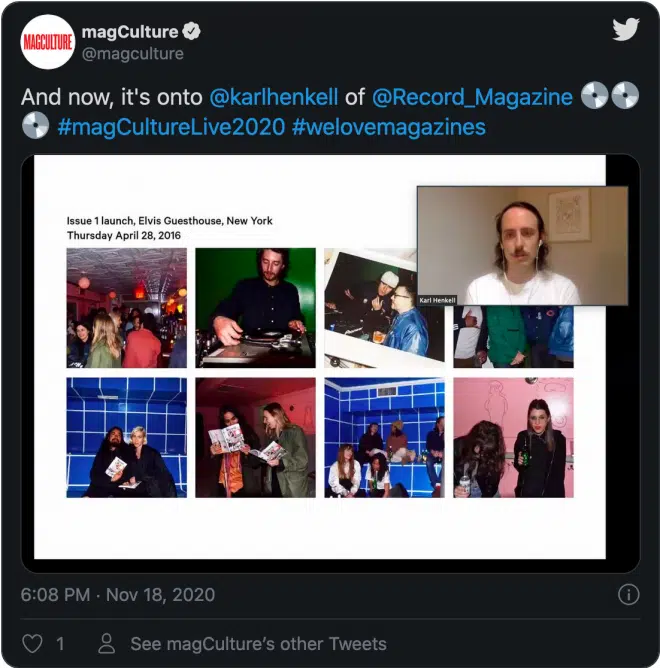 MAGCULTURE
magCulture
@magculture
And now, it's onto @karlhenkell of @Record_Magazine
#magCultureLive2020 #welovemagazines
Issue 1 launch, Elvis Guesthouse, New York
Thursday April 28, 2016
Karl Henkell
6:08 PM · Nov 18, 2020
1
See magCulture’s other Tweets